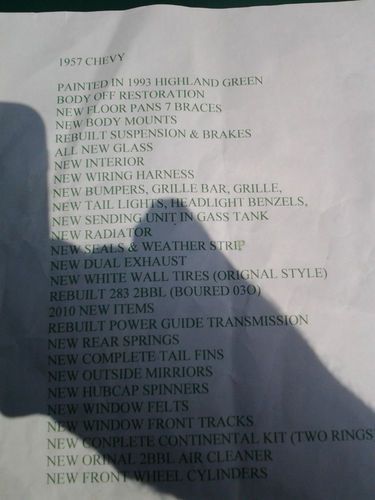 1957 CHEVY
PAINTED IN 1993 HIGHLAND GREEN
BODY OFF RESTORATION
NEW FLOOR PANS 7 BRACES
NEW BODY MOUNTS
REBUILT SUSPENSION & BRAKES
ALL NEW GLASS
NEW INTERIOR
NEW WIRING HARNESS
NEW BUMPERS, GRILLE BAR, GRILLE,
NEW TAIL LIGHTS, HEADLIGHT BENZELS,
NEW SENDING UNIT IN GASS TANK
NEW RADIATOR
NEW SEALS & WEATHER STRIP
NEW DUAL EXHAUST
NEW WHITE WALL TIRES (ORIGNAL STYLE)
REBUILT 283 2BBL (BOURED 03O)
2010 NEW ITEMS
REBUILT POWER GUIDE TRANSMISSION
NEW REAR SPRINGS
NEW COMPLETE TAIL FINS
NEW OUTSIDE MIRRIORS
NEW HUBCAP SPINNERS
NEW WINDOW FELTS
NEW WINDOW FRONT TRACKS
NEW CONPLETE CONTINENTAL KIT (TWO RINGS
NEW ORINAL 2BBL AIR CLEANER
NEW FRONT WHEEL CYLINDERS